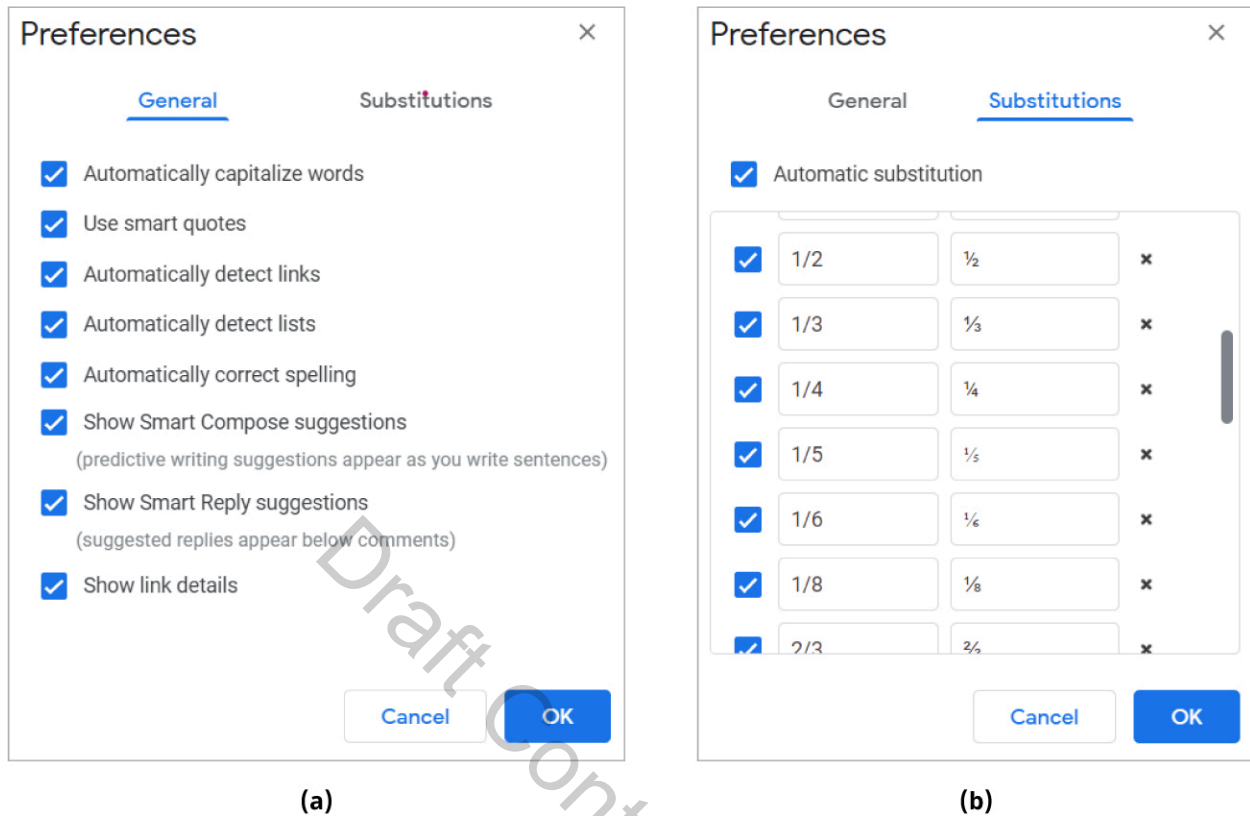 Preferences ×
General Substitutions
Automatically capitalize words
Use smart quotes
Automatically detect links
Automatically detect lists
Automatically correct spelling
Show Smart Compose suggestions
(predictive writing suggestions appear as you write sentences)
Show Smart Reply suggestions
(suggested replies appear below comments)
Show link details
Cancel OK
(a)
Preferences ×
General Substitutions
Automatic substitution
1/2 ½ ×
1/3 ⅓ ×
1/4 ¼ ×
1/5 ⅕ ×
1/6 ⅙ ×
1/8 ⅛ ×
2/3 ⅔ ×
Cancel OK
(b)
Draft Cont